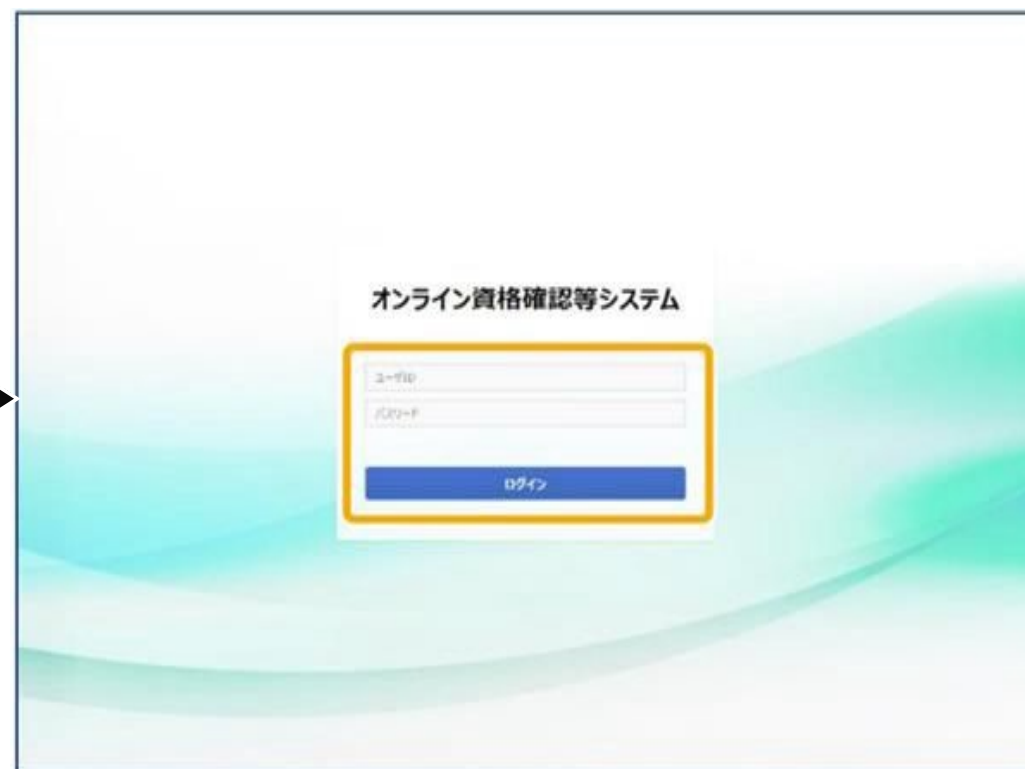 オンライン資格確認等システム
ユーザID
パスワード
ログイン